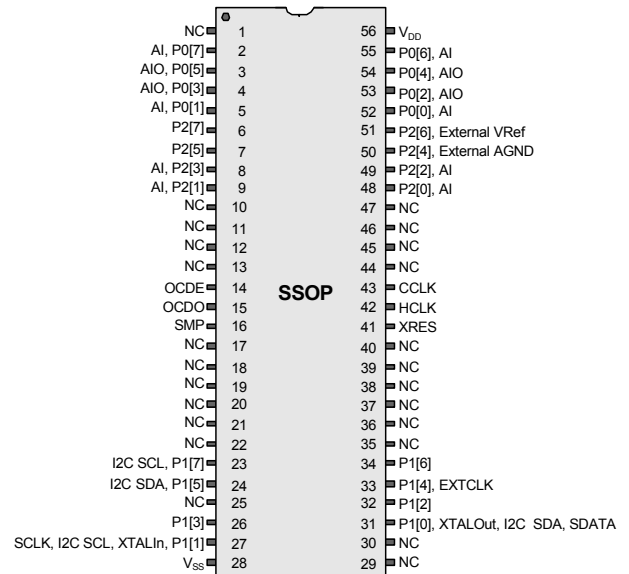 NC 1 56 VDD
AI, P0[7] 2 55 P0[6], AI
AIO, P0[5] 3 54 P0[4], AIO
AIO, P0[3] 4 53 P0[2], AIO
AI, P0[1] 5 52 P0[0], AI
P2[7] 6 51 P2[6], External VRef
P2[5] 7 50 P2[4], External AGND
AI, P2[3] 8 49 P2[2], AI
AI, P2[1] 9 48 P2[0], AI
NC 10 47 NC
NC 11 46 NC
NC 12 45 NC
NC 13 44 NC
OCDE 14 SSOP 43 CCLK
OCDO 15 42 HCLK
SMP 16 41 XRES
NC 17 40 NC
NC 18 39 NC
NC 19 38 NC
NC 20 37 NC
NC 21 36 NC
NC 22 35 NC
I2C SCL, P1[7] 23 34 P1[6]
I2C SDA, P1[5] 24 33 P1[4], EXTCLK
NC 25 32 P1[2]
P1[3] 26 31 P1[0], XTALOut, I2C SDA, SDATA
SCLK, I2C SCL, XTALIn, P1[1] 27 30 NC
VSS 28 29 NC